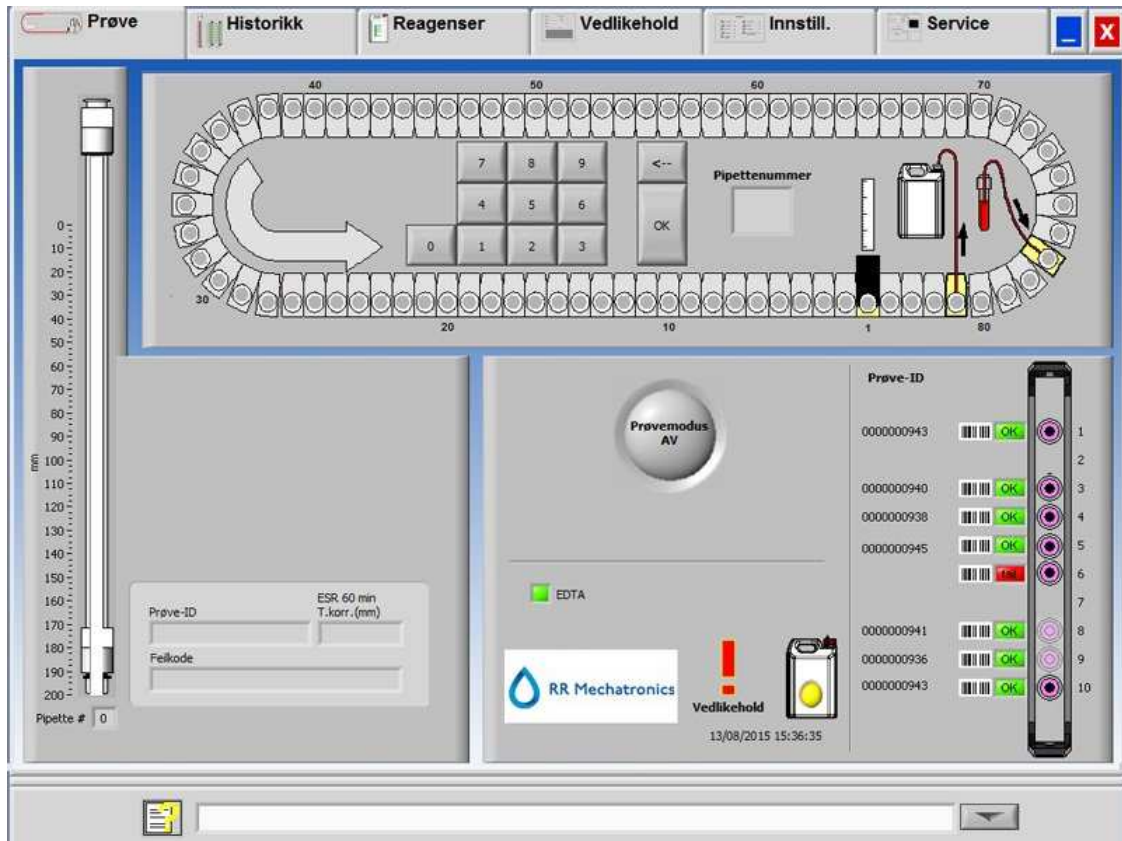 Prøve
Historikk
Reagenser
Vedlikehold
Innstill.
Service
_
X
40
50
60
70
7
8
9
<--
Pipettenummer
4
5
6
OK
0
1
2
3
30
20
10
1
80
0
10
20
30
40
50
60
70
80
90
100
110
120
130
140
150
160
170
180
190
200
mm
Pipette # 0
Prøve-ID
ESR 60 min
T.korr.(mm)
Feilkode
Prøvemodus
AV
EDTA
RR Mechatronics
Vedlikehold
13/08/2015 15:36:35
Prøve-ID
0000000943 OK 1
2
0000000940 OK 3
0000000938 OK 4
0000000945 OK 5
6
7
0000000941 OK 8
0000000936 OK 9
0000000943 OK 10